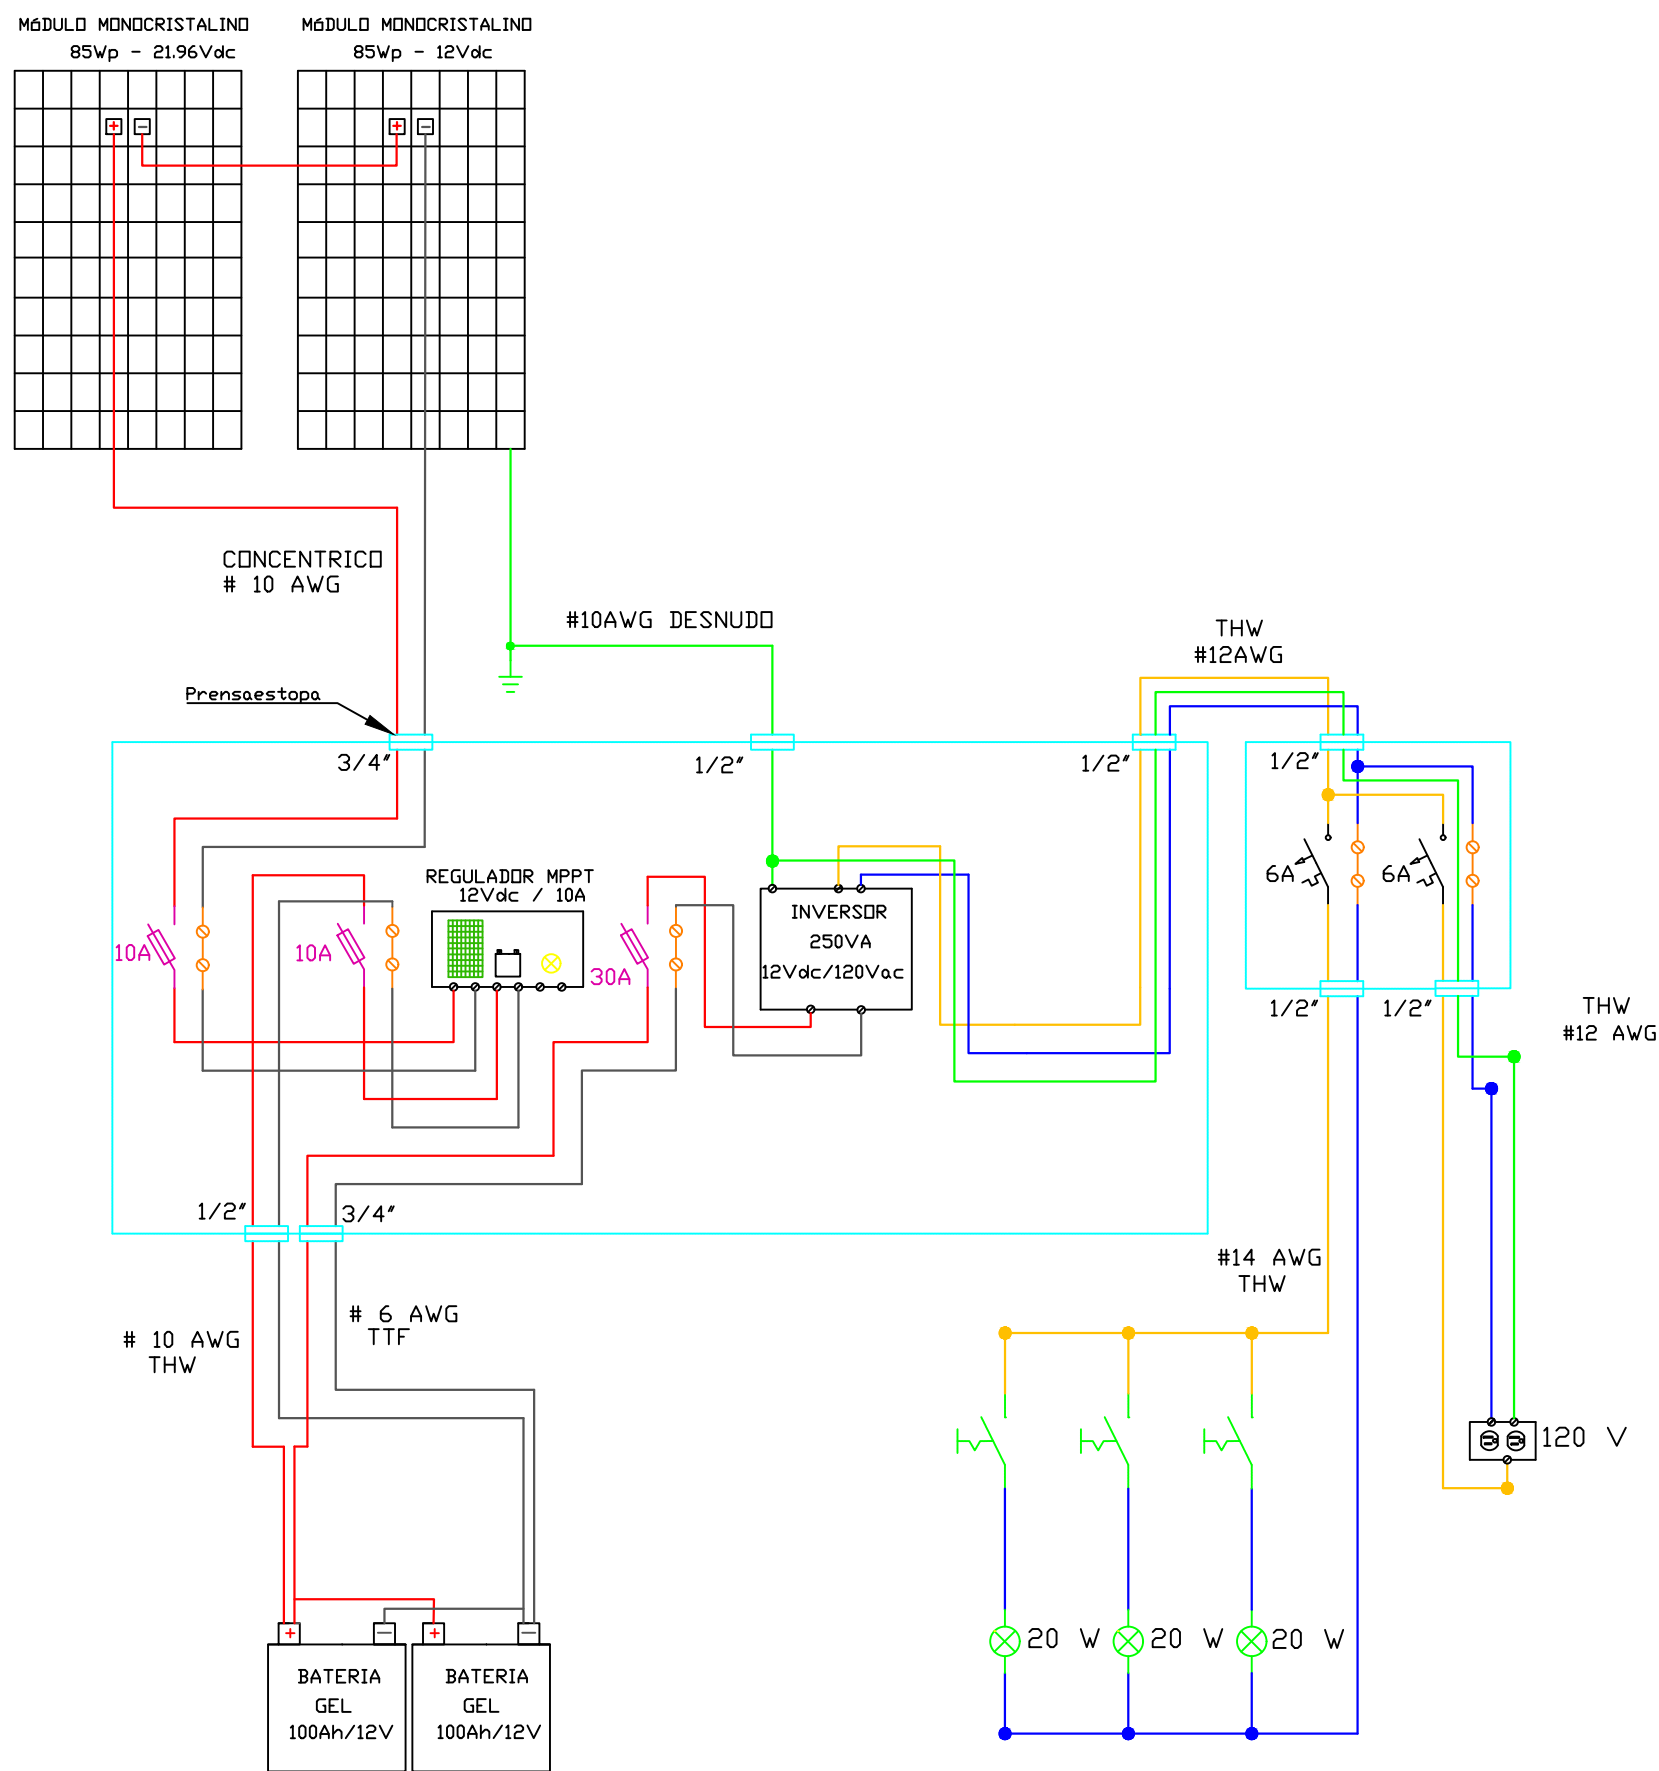 MóDULO MONOCRISTALINO
85Wp - 21.96Vdc
MóDULO MONOCRISTALINO
85Wp - 12Vdc
+
-
+
-
CONCENTRICO
# 10 AWG
#10AWG DESNUDO
THW
#12AWG
Prensaestopa
3/4"
1/2"
1/2"
1/2"
REGULADOR MPPT
12Vdc / 10A
10A
10A
30A
INVERSOR
250VA
12Vdc/120Vac
6A
6A
1/2"
1/2"
THW
#12 AWG
1/2"
3/4"
#14 AWG
THW
# 6 AWG
TTF
# 10 AWG
THW
120 V
20 W
20 W
20 W
+
-
+
-
BATERIA
GEL
100Ah/12V
BATERIA
GEL
100Ah/12V